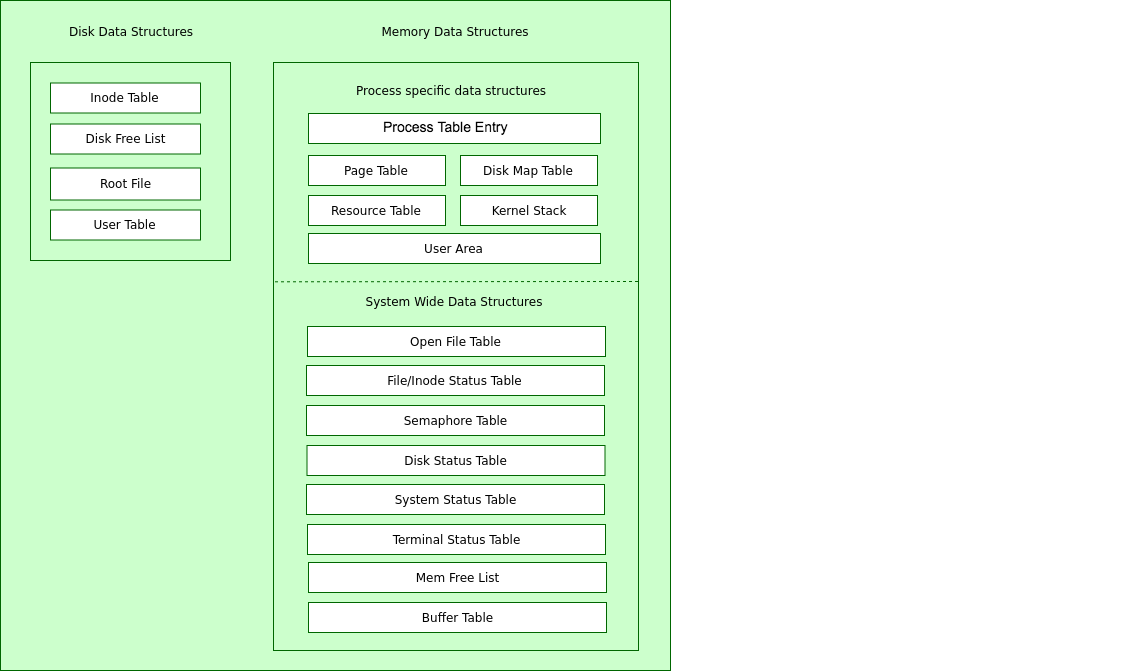 Disk Data Structures
Inode Table
Disk Free List
Root File
User Table
Memory Data Structures
Process specific data structures
Process Table Entry
Page Table
Disk Map Table
Resource Table
Kernel Stack
User Area
System Wide Data Structures
Open File Table
File/Inode Status Table
Semaphore Table
Disk Status Table
System Status Table
Terminal Status Table
Mem Free List
Buffer Table